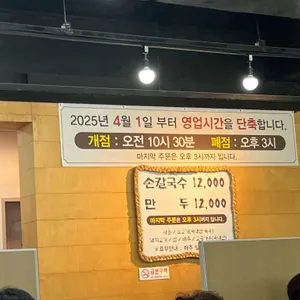 2025년 4월 1일 부터 영업시간을 단축합니다.
개점 : 오전 10시 30분 폐점 : 오후 3시
마지막 주문은 오후 3시까지 입니다.
손칼국수 12,000
만 두 12,000
마지막 주문은 오후 3시까지 입니다.